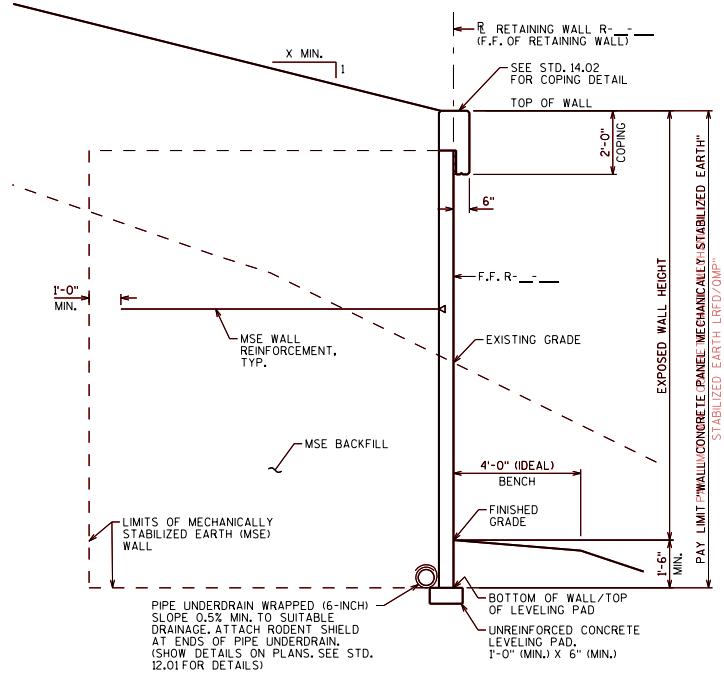 ℞ RETAINING WALL R-_ _-___
(F.F. OF RETAINING WALL)
X MIN.
1
SEE STD. 14.02
FOR COPING DETAIL
TOP OF WALL
2'-0"
COPING
6"
1'-0"
MIN.
F.F. R-_ _-___
MSE WALL
REINFORCEMENT,
TYP.
EXISTING GRADE
EXPOSED WALL HEIGHT
PAY LIMIT "WALL CONCRETE PANEL MECHANICALLY STABILIZED EARTH"
STABILIZED EARTH LRFD/QMP"
MSE BACKFILL
4'-0" (IDEAL)
BENCH
FINISHED
GRADE
LIMITS OF MECHANICALLY
STABILIZED EARTH (MSE)
WALL
1'-6"
MIN.
PIPE UNDERDRAIN WRAPPED (6-INCH)
SLOPE 0.5% MIN. TO SUITABLE
DRAINAGE. ATTACH RODENT SHIELD
AT ENDS OF PIPE UNDERDRAIN.
(SHOW DETAILS ON PLANS. SEE STD.
12.01 FOR DETAILS)
BOTTOM OF WALL/TOP
OF LEVELING PAD
UNREINFORCED CONCRETE
LEVELING PAD.
1'-0" (MIN.) X 6" (MIN.)